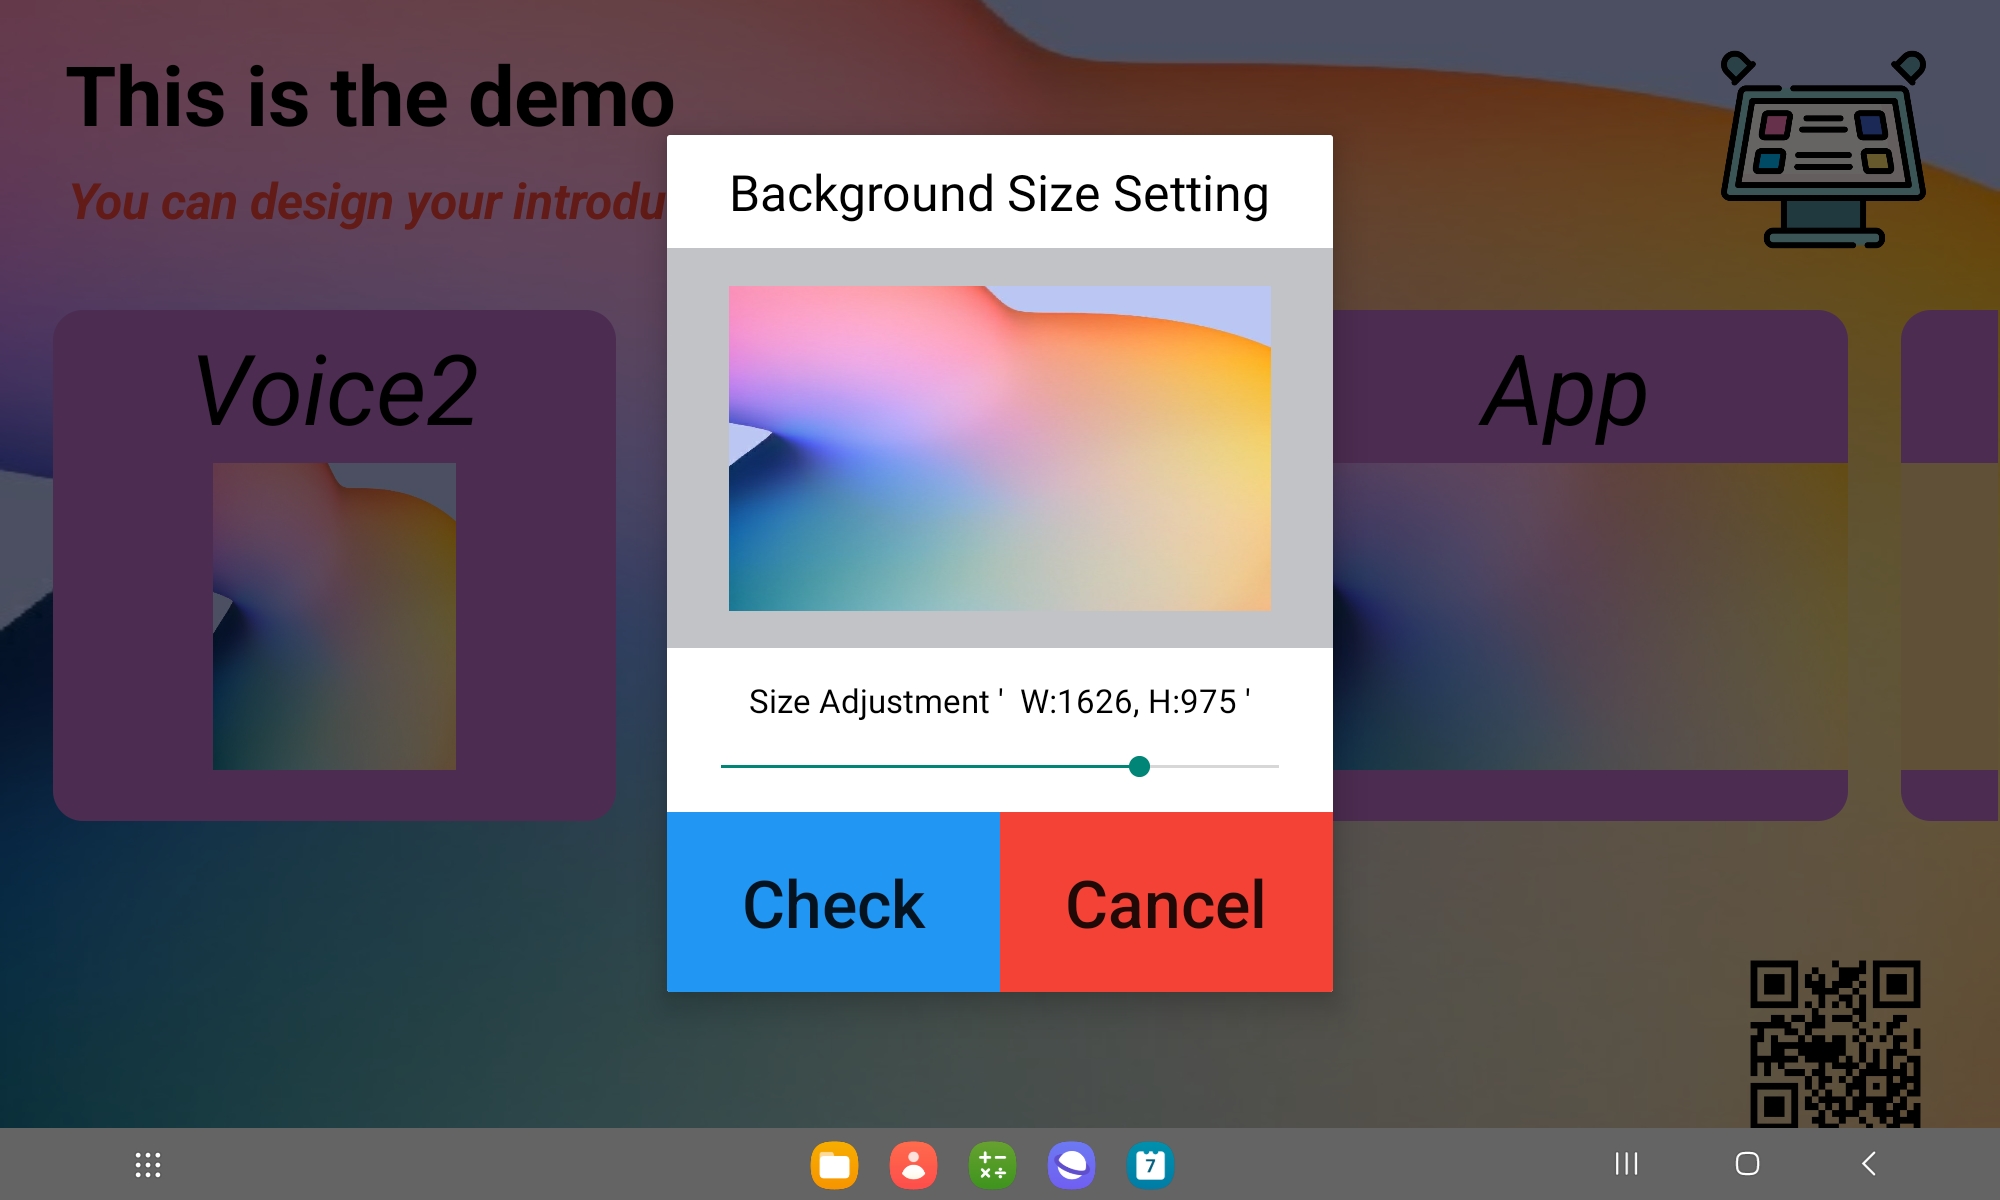 This is the demo
You can design your introdu
Background Size Setting
Voice2
App
Size Adjustment ' W:1626, H:975 '
Check
Cancel
7